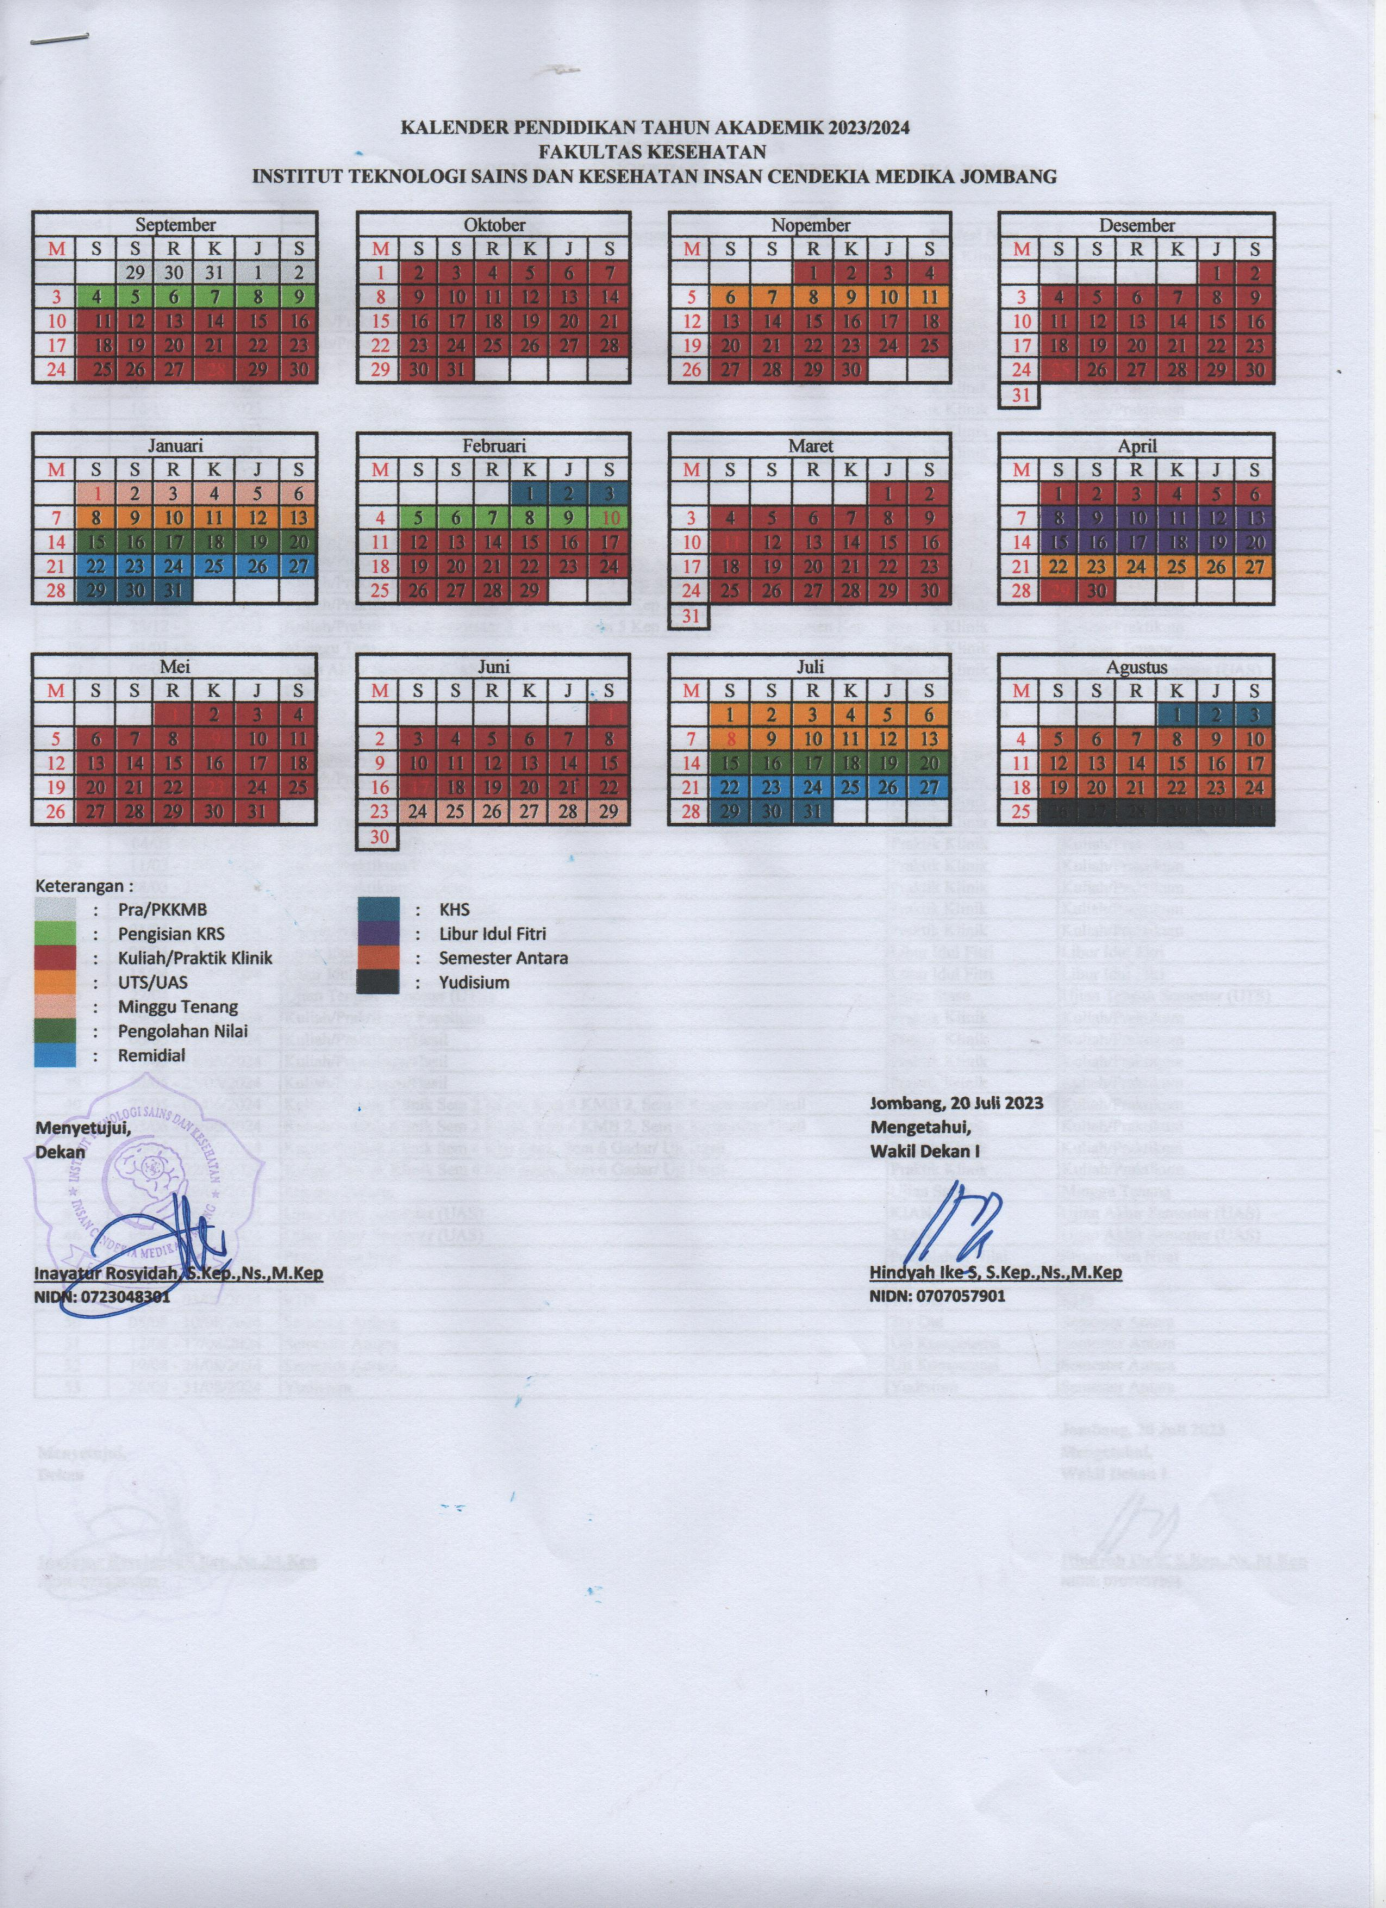 KALENDER PENDIDIKAN TAHUN AKADEMIK 2023/2024
FAKULTAS KESEHATAN
INSTITUT TEKNOLOGI SAINS DAN KESEHATAN INSAN CENDEKIA MEDIKA JOMBANG
September
M S S R K J S
29 30 31 1 2
3 4 5 6 7 8 9
10 11 12 13 14 15 16
17 18 19 20 21 22 23
24 25 26 27 28 29 30
Oktober
M S S R K J S
1 2 3 4 5 6 7
8 9 10 11 12 13 14
15 16 17 18 19 20 21
22 23 24 25 26 27 28
29 30 31
Nopember
M S S R K J S
1 2 3 4
5 6 7 8 9 10 11
12 13 14 15 16 17 18
19 20 21 22 23 24 25
26 27 28 29 30
Desember
M S S R K J S
1 2
3 4 5 6 7 8 9
10 11 12 13 14 15 16
17 18 19 20 21 22 23
24 26 27 28 29 30
31
Januari
M S S R K J S
1 2 3 4 5 6
7 8 9 10 11 12 13
14 15 16 17 18 19 20
21 22 23 24 25 26 27
28 29 30 31
Februari
M S S R K J S
1 2 3
4 5 6 7 8 9 10
11 12 13 14 15 16 17
18 19 20 21 22 23 24
25 26 27 28 29
Maret
M S S R K J S
1 2
3 4 5 6 7 8 9
10 11 12 13 14 15 16
17 18 19 20 21 22 23
24 25 26 27 28 29 30
31
April
M S S R K J S
1 2 3 4 5 6
7 8 9 10 11 12 13
14 15 16 17 18 19 20
21 22 23 24 25 26 27
28 30
Mei
M S S R K J S
1 2 3 4
5 6 7 8 10 11
12 13 14 15 16 17 18
19 20 21 22 23 24 25
26 27 28 29 30 31
Juni
M S S R K J S
2 3 4 5 6 7 8
9 10 11 12 13 14 15
16 17 18 19 20 21 22
23 24 25 26 27 28 29
30
Juli
M S S R K J S
1 2 3 4 5 6
7 8 9 10 11 12 13
14 15 16 17 18 19 20
21 22 23 24 25 26 27
28 29 30 31
Agustus
M S S R K J S
1 2 3
4 5 6 7 8 9 10
11 12 13 14 15 16 17
18 19 20 21 22 23 24
25 26 27 28 29 30 31
Keterangan :
: Pra/PKKMB
: Pengisian KRS
: Kuliah/Praktik Klinik
: UTS/UAS
: Minggu Tenang
: Pengolahan Nilai
: Remidial
: KHS
: Libur Idul Fitri
: Semester Antara
: Yudisium
Menyetujui,
Dekan
INSTITUT TEKNOLOGI SAINS DAN KESEHATAN
INSAN CENDEKIA MEDIKA
Inayatur Rosyidah, S.Kep.,Ns.,M.Kep
NIDN: 0723048301
Jombang, 20 Juli 2023
Mengetahui,
Wakil Dekan I
Hindyah Ike S, S.Kep.,Ns.,M.Kep
NIDN: 0707057901